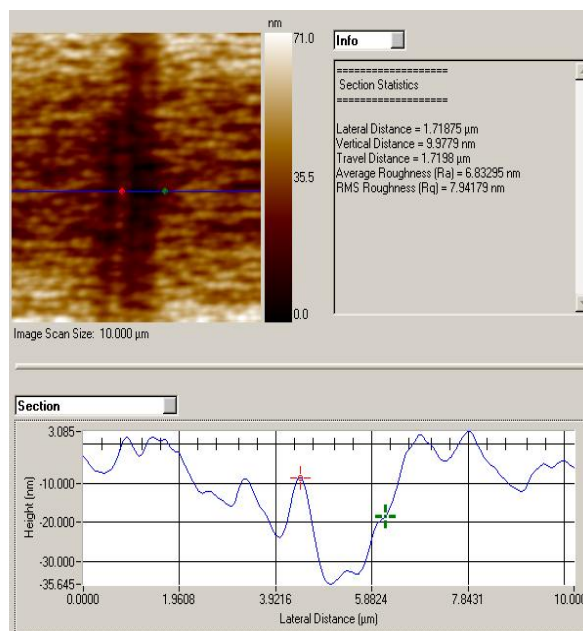 nm
71.0
35.5
0.0
Image Scan Size: 10.000 µm
Info
===================
Section Statistics
===================
Lateral Distance = 1.71875 µm
Vertical Distance = 9.9779 nm
Travel Distance = 1.7198 µm
Average Roughness (Ra) = 6.83295 nm
RMS Roughness (Rq) = 7.94179 nm
Section
Height (nm)
3.085
-10.000
-20.000
-30.000
-35.645
0.0000 1.9608 3.9216 5.8824 7.8431 10.000
Lateral Distance (µm)